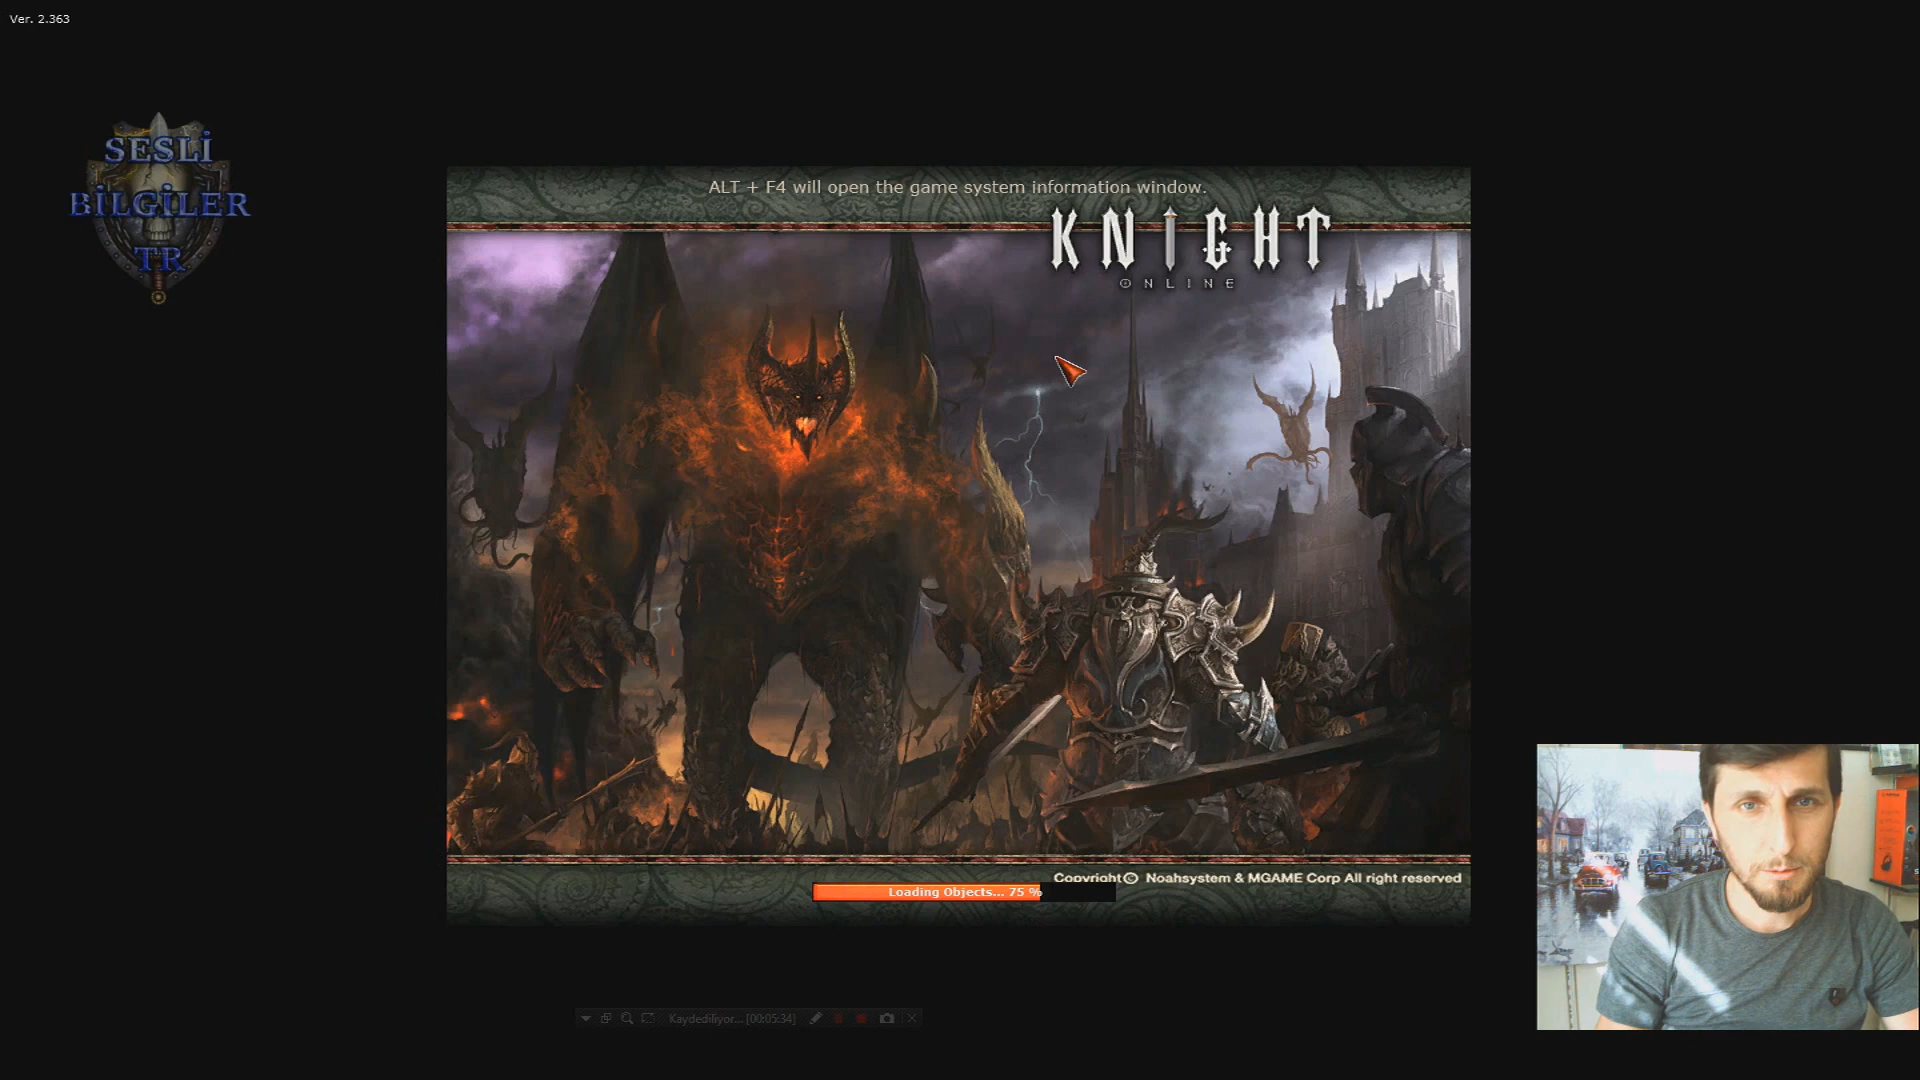 Ver. 2.363
SESLİ
BİLGİLER
TR
ALT + F4 will open the game system information window.
KNIGHT
ONLINE
Copyright© Noahsystem & MGAME Corp All right reserved
Loading Objects... 75 %
Kaydediliyor... [00:05:34]